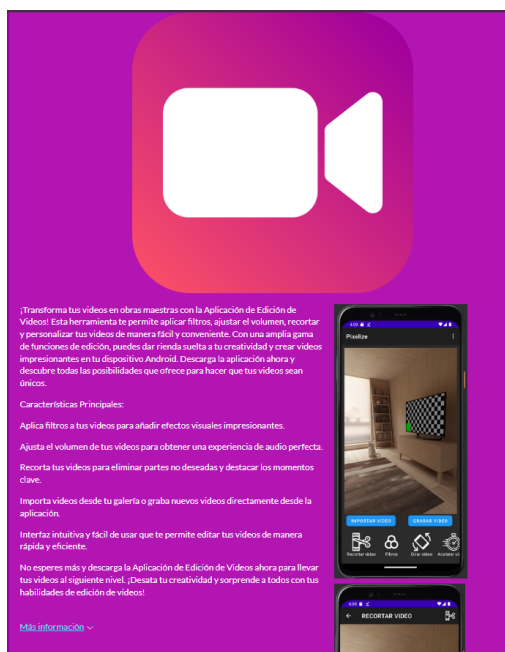 ¡Transforma tus videos en obras maestras con la Aplicación de Edición de
Videos! Esta herramienta te permite aplicar filtros, ajustar el volumen, recortar
y personalizar tus videos de manera fácil y conveniente. Con una amplia gama
de funciones de edición, puedes dar rienda suelta a tu creatividad y crear videos
impresionantes en tu dispositivo Android. Descarga la aplicación ahora y
descubre todas las posibilidades que ofrece para hacer que tus videos sean
únicos.
Características Principales:
Aplica filtros a tus videos para añadir efectos visuales impresionantes.
Ajusta el volumen de tus videos para obtener una experiencia de audio perfecta.
Recorta tus videos para eliminar partes no deseadas y destacar los momentos
clave.
Importa videos desde tu galería o graba nuevos videos directamente desde la
aplicación.
Interfaz intuitiva y fácil de usar que te permite editar tus videos de manera
rápida y eficiente.
No esperes más y descarga la Aplicación de Edición de Videos ahora para llevar
tus videos al siguiente nivel. ¡Desata tu creatividad y sorprende a todos con tus
habilidades de edición de videos!
Más información
Pixelize
IMPORTAR VIDEO GRABAR VIDEO
Recortar video Filtros Girar video Acelerar vi
RECORTAR VIDEO